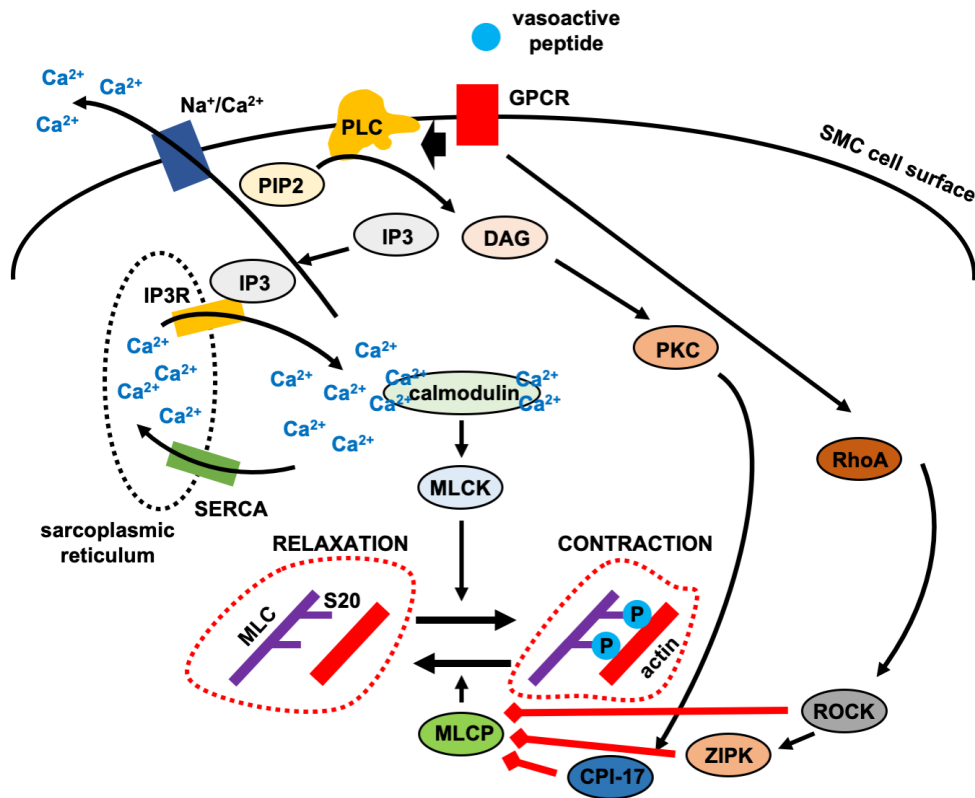 vasoactive
peptide
Ca²⁺
Ca²⁺
Ca²⁺
Na⁺/Ca²⁺
PLC
GPCR
SMC cell surface
PIP2
IP3
DAG
IP3
IP3R
PKC
Ca²⁺
Ca²⁺
Ca²⁺
Ca²⁺
Ca²⁺
Ca²⁺
Ca²⁺
Ca²⁺
Ca²⁺
Ca²⁺
Ca²⁺
calmodulin
Ca²⁺
Ca²⁺
RhoA
MLCK
SERCA
sarcoplasmic
reticulum
RELAXATION
CONTRACTION
MLC
S20
P
P
actin
MLCP
ROCK
ZIPK
CPI-17